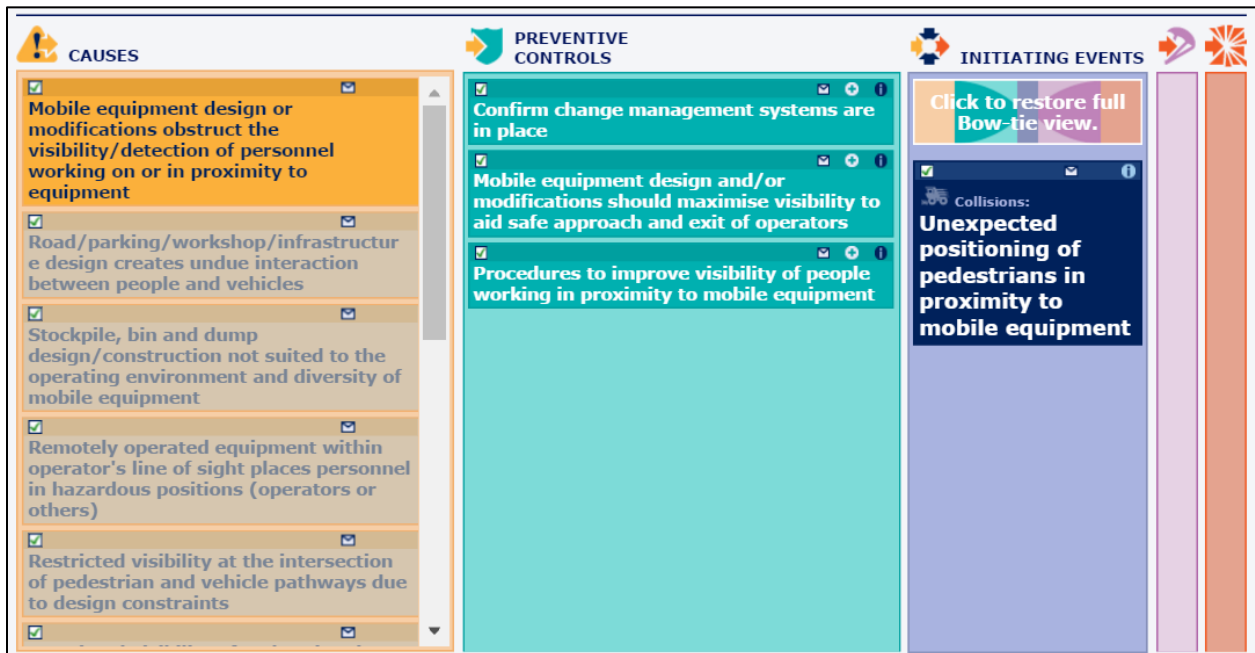 CAUSES
Mobile equipment design or
modifications obstruct the
visibility/detection of personnel
working on or in proximity to
equipment
Road/parking/workshop/infrastructur
e design creates undue interaction
between people and vehicles
Stockpile, bin and dump
design/construction not suited to the
operating environment and diversity of
mobile equipment
Remotely operated equipment within
operator's line of sight places personnel
in hazardous positions (operators or
others)
Restricted visibility at the intersection
of pedestrian and vehicle pathways due
to design constraints
PREVENTIVE
CONTROLS
Confirm change management systems are
in place
Mobile equipment design and/or
modifications should maximise visibility to
aid safe approach and exit of operators
Procedures to improve visibility of people
working in proximity to mobile equipment
INITIATING EVENTS
Click to restore full
Bow-tie view.
Collisions:
Unexpected
positioning of
pedestrians in
proximity to
mobile equipment